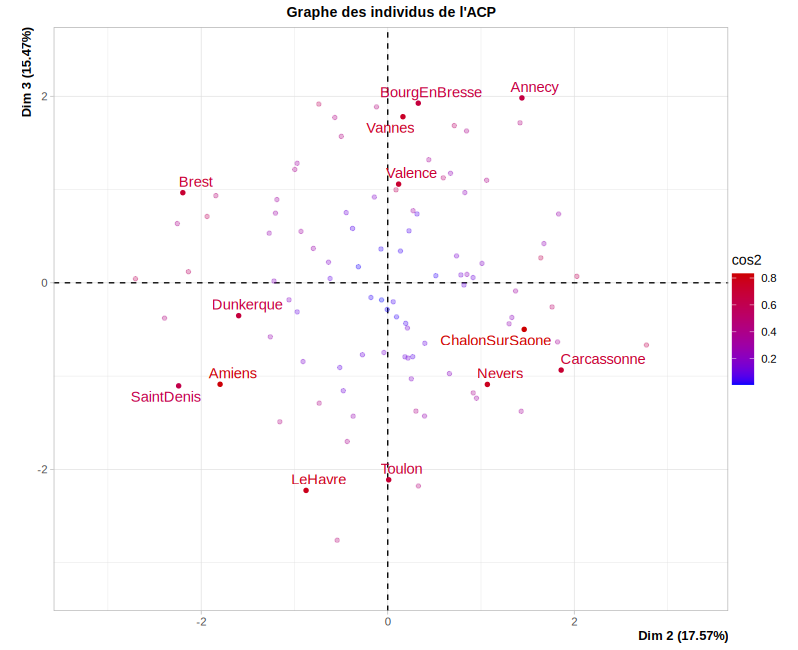 Graphe des individus de l'ACP
Dim 3 (15.47%)
BourgEnBresse
Annecy
Vannes
Valence
Brest
Dunkerque
ChalonSurSaone
Carcassonne
Amiens
Nevers
SaintDenis
Toulon
LeHavre
2
0
-2
-2
0
2
Dim 2 (17.57%)
cos2
0.8
0.6
0.4
0.2